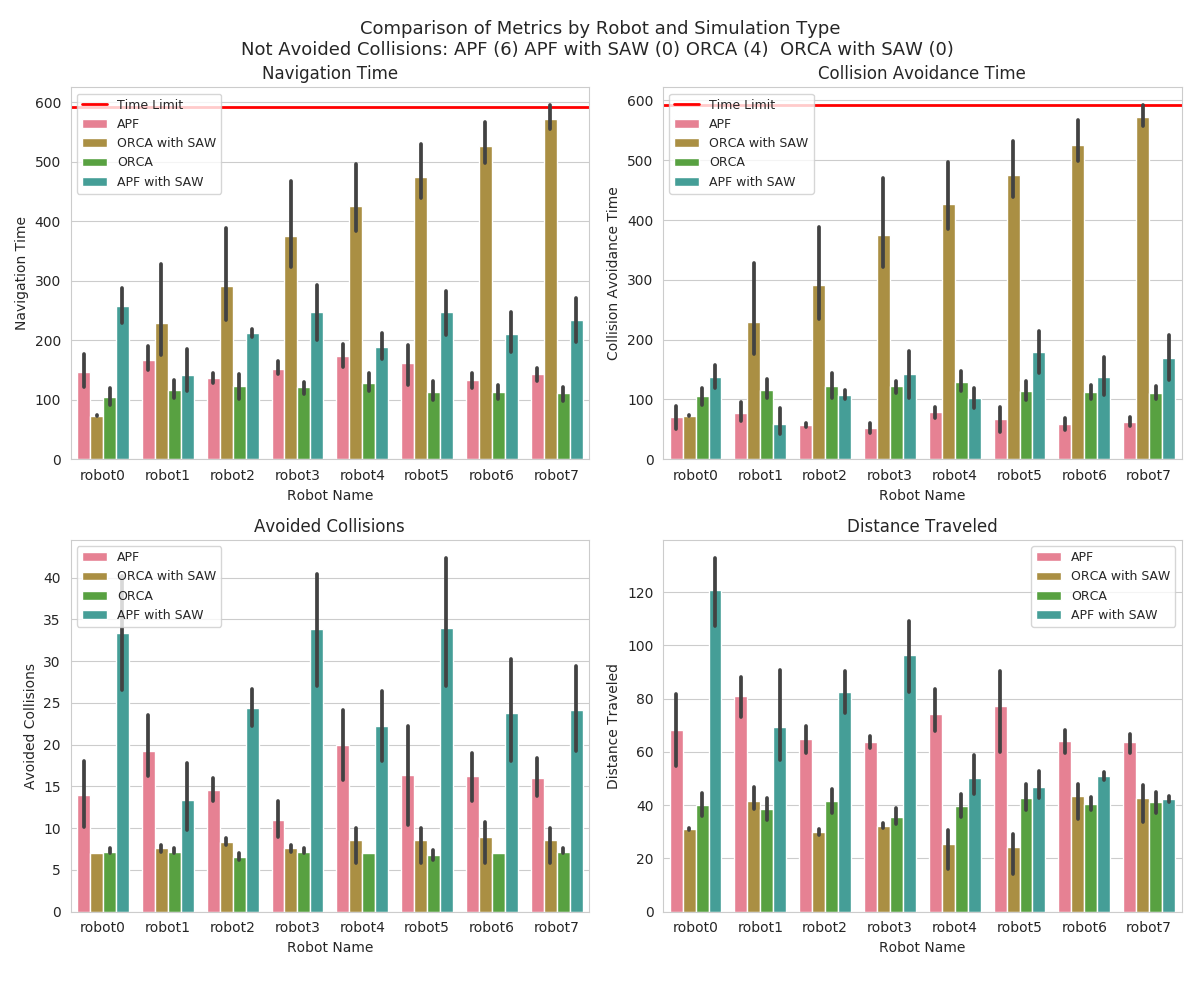 Comparison of Metrics by Robot and Simulation Type
Not Avoided Collisions: APF (6) APF with SAW (0) ORCA (4)  ORCA with SAW (0)
Navigation Time
600
500
400
300
200
100
0
Navigation Time
Time Limit
APF
ORCA with SAW
ORCA
APF with SAW
robot0 robot1 robot2 robot3 robot4 robot5 robot6 robot7
Robot Name
Collision Avoidance Time
600
500
400
300
200
100
0
Collision Avoidance Time
Time Limit
APF
ORCA with SAW
ORCA
APF with SAW
robot0 robot1 robot2 robot3 robot4 robot5 robot6 robot7
Robot Name
Avoided Collisions
40
35
30
25
20
15
10
5
0
Avoided Collisions
APF
ORCA with SAW
ORCA
APF with SAW
robot0 robot1 robot2 robot3 robot4 robot5 robot6 robot7
Robot Name
Distance Traveled
120
100
80
60
40
20
0
Distance Traveled
APF
ORCA with SAW
ORCA
APF with SAW
robot0 robot1 robot2 robot3 robot4 robot5 robot6 robot7
Robot Name